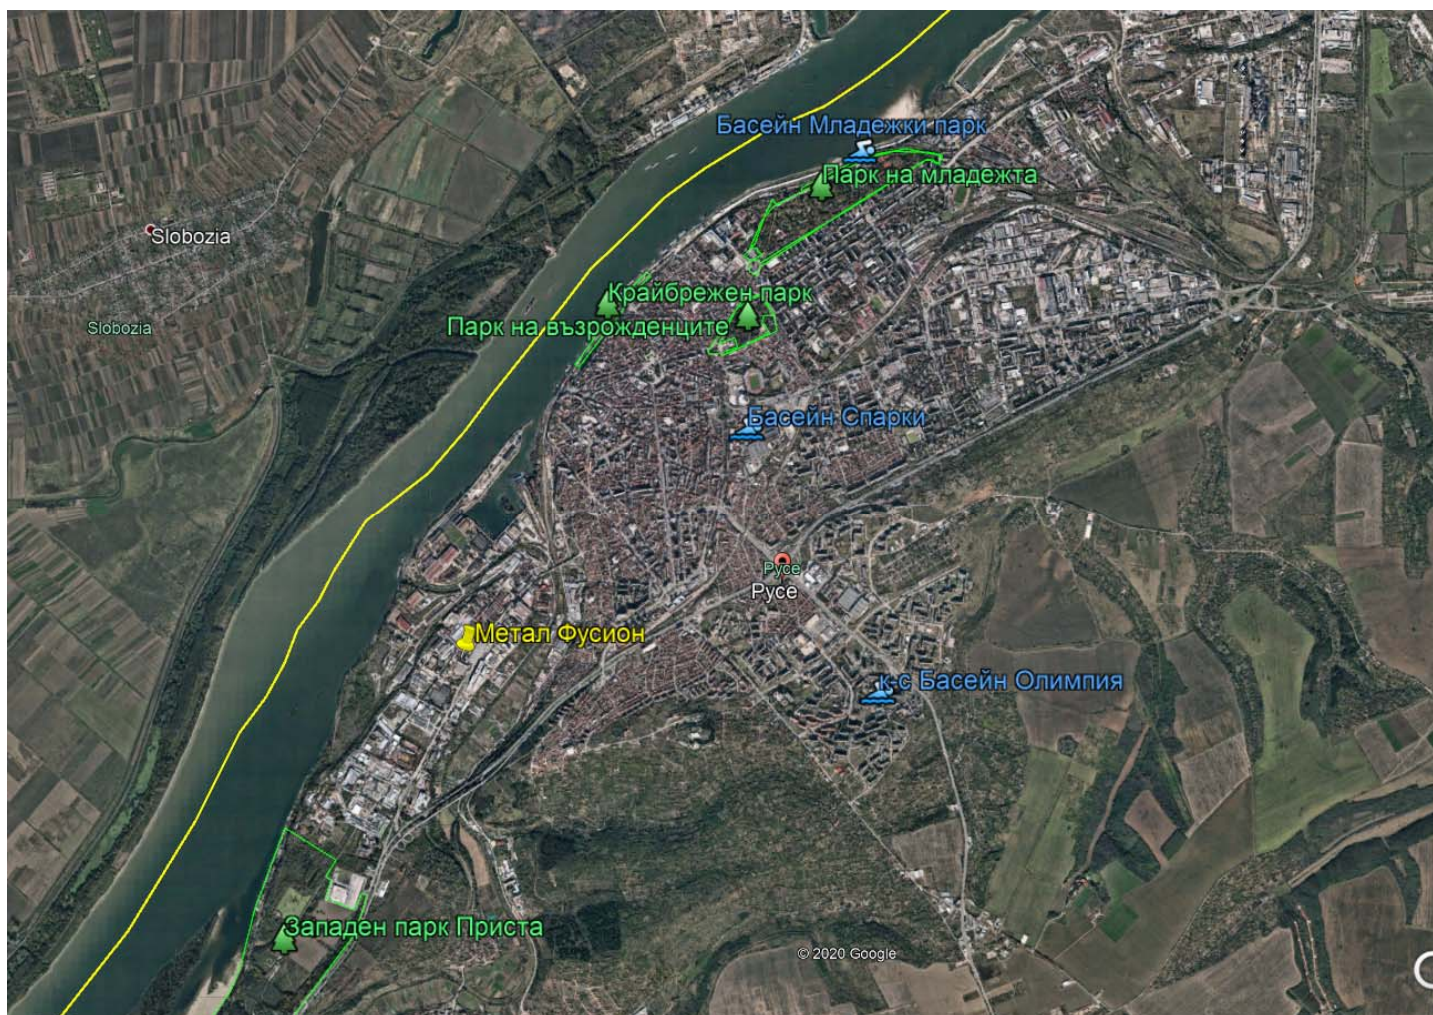 Басейн Младежки парк
Парк на младежта
Slobozia
Крайбрежен парк
Slobozia
Парк на възрожденците
Басейн Спарки
Русе
Русе
Метал Фусион
к-с Басейн Олимпия
Западен парк Приста
© 2020 Google